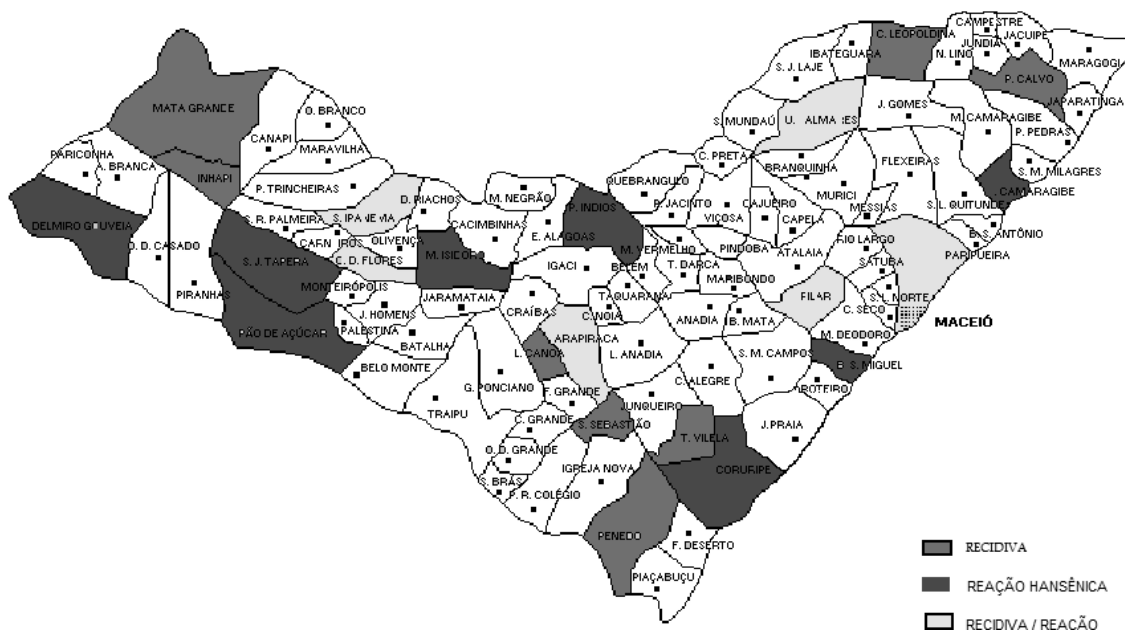 CAMPESTRE
C. LEOPOLDINA
JACUIPE
JUNDIÁ
IBATEGUARA
N. LINO
MARAGOGI
S. J. LAJE
P. CALVO
MATA GRANDE
O. BRANCO
J. GOMES
JAPARATINGA
M. CAMARAGIBE
S. MUNDAÚ
P. PEDRAS
CANAPI
MARAVILHA
C. PRETA
BRANQUINHA
FLEXEIRAS
S. M. MILAGRES
PARICONHA
A. BRANCA
INHAPI
P. TRINCHEIRAS
QUEBRANGULO
MURICI
CAMARAGIBE
D. RIACHOS
M. NEGRÃO
P. INDIOS
P. JACINTO
VIÇOSA
CAJUEIRO
CAPELA
MESSIAS
S. L. QUITUNDE
S. R. PALMEIRA
S. IPANEMA
CACIMBINHAS
DELMIRO GOUVEIA
E. ALAGOAS
B. S. ANTÔNIO
O. D. CASADO
OLIVENÇA
M. VERMELHO
PINDOBA
ATALAIA
RIO LARGO
PARIPUEIRA
S. J. TAPERA
C. D. FLORES
M. ISIDORO
IGACI
BELÉM
T. DARCA
SATUBA
PIRANHAS
MONTEIRÓPOLIS
JARAMATAIA
TAQUARANA
MARIBONDO
S. L. NORTE
CRAÍBAS
C. NOIA
ANADIA
B. MATA
C. SECO
MACEIÓ
PÃO DE AÇÚCAR
J. HOMENS
PALESTINA
BATALHA
ARAPIRACA
M. DEODORO
L. CANOA
L. ANADIA
S. M. CAMPOS
B. S. MIGUEL
BELO MONTE
C. ALEGRE
G. PONCIANO
F. GRANDE
ROTEIRO
TRAIPU
JUNQUEIRO
C. GRANDE
S. SEBASTIÃO
J. PRAIA
T. VILELA
O. D. GRANDE
IGREJA NOVA
CORURIPE
S. BRÁS
P. R. COLÉGIO
PENEDO
F. DESERTO
PIAÇABUÇU
RECIDIVA
REAÇÃO HANSÊNICA
RECIDIVA / REAÇÃO